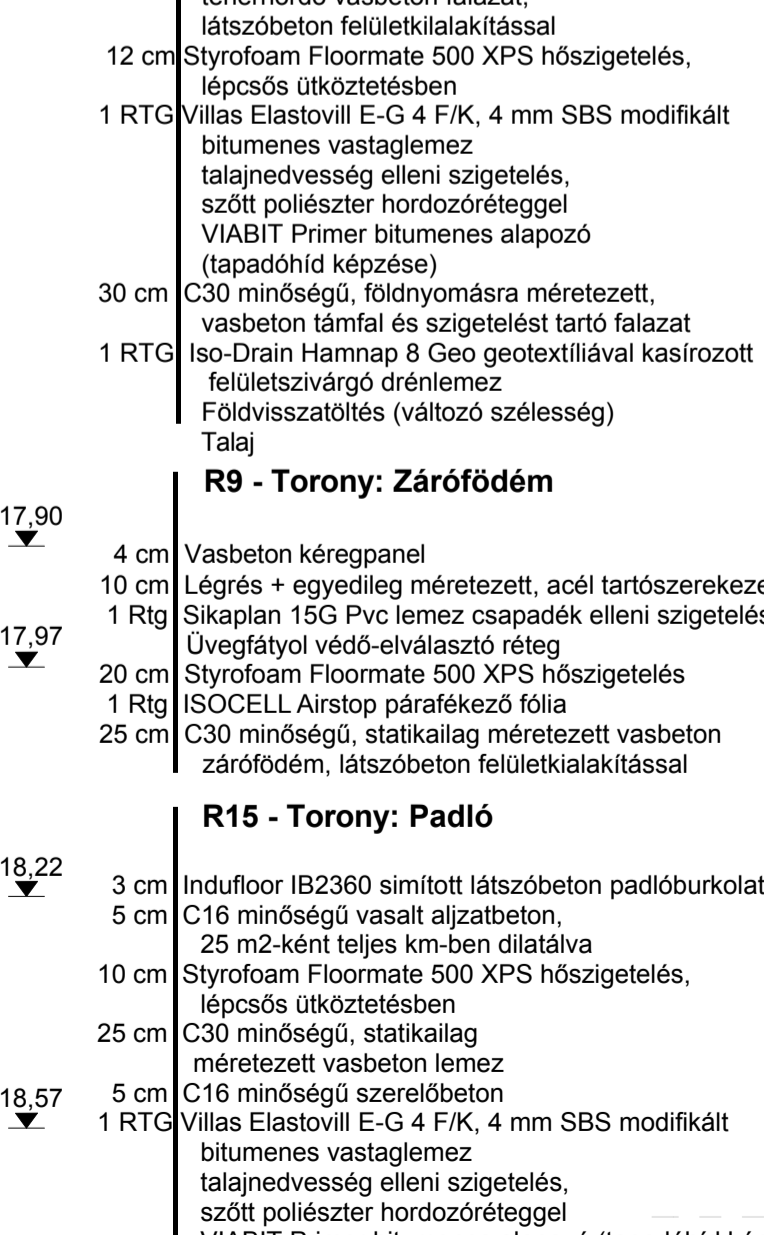 látszóbeton felületkilalakítással
12 cm Styrofoam Floormate 500 XPS hőszigetelés,
lépcsős ütköztetésben
1 RTG Villas Elastovill E-G 4 F/K, 4 mm SBS modifikált
bitumenes vastaglemez
talajnedvesség elleni szigetelés,
szőtt poliészter hordozóréteggel
VIABIT Primer bitumenes alapozó
(tapadóhíd képzése)
30 cm C30 minőségű, földnyomásra méretezett,
vasbeton támfal és szigetelést tartó falazat
1 RTG Iso-Drain Hamnap 8 Geo geotextíliával kasírozott
felületszivárgó drénlemez
Földvisszatöltés (változó szélesség)
Talaj
R9 - Torony: Zárófödém
17,90
4 cm Vasbeton kéregpanel
10 cm Légrés + egyedileg méretezett, acél
1 Rtg Sikaplan 15G Pvc lemez csapadék elleni
17,97
Üvegfátyol védő-elválasztó réteg
20 cm Styrofoam Floormate 500 XPS hőszigetelés
1 Rtg ISOCELL Airstop párafékező fólia
25 cm C30 minőségű, statikailag méretezett vasbeton
zárófödém, látszóbeton felületkialakítással
R15 - Torony: Padló
18,22
3 cm Indufloor IB2360 simított látszóbeton padlóburkolat
5 cm C16 minőségű vasalt aljzatbeton,
25 m2-ként teljes km-ben dilatálva
10 cm Styrofoam Floormate 500 XPS hőszigetelés,
lépcsős ütköztetésben
25 cm C30 minőségű, statikailag
méretezett vasbeton lemez
18,57
5 cm C16 minőségű szerelőbeton
1 RTG Villas Elastovill E-G 4 F/K, 4 mm SBS modifikált
bitumenes vastaglemez
talajnedvesség elleni szigetelés,
szőtt poliészter hordozóréteggel